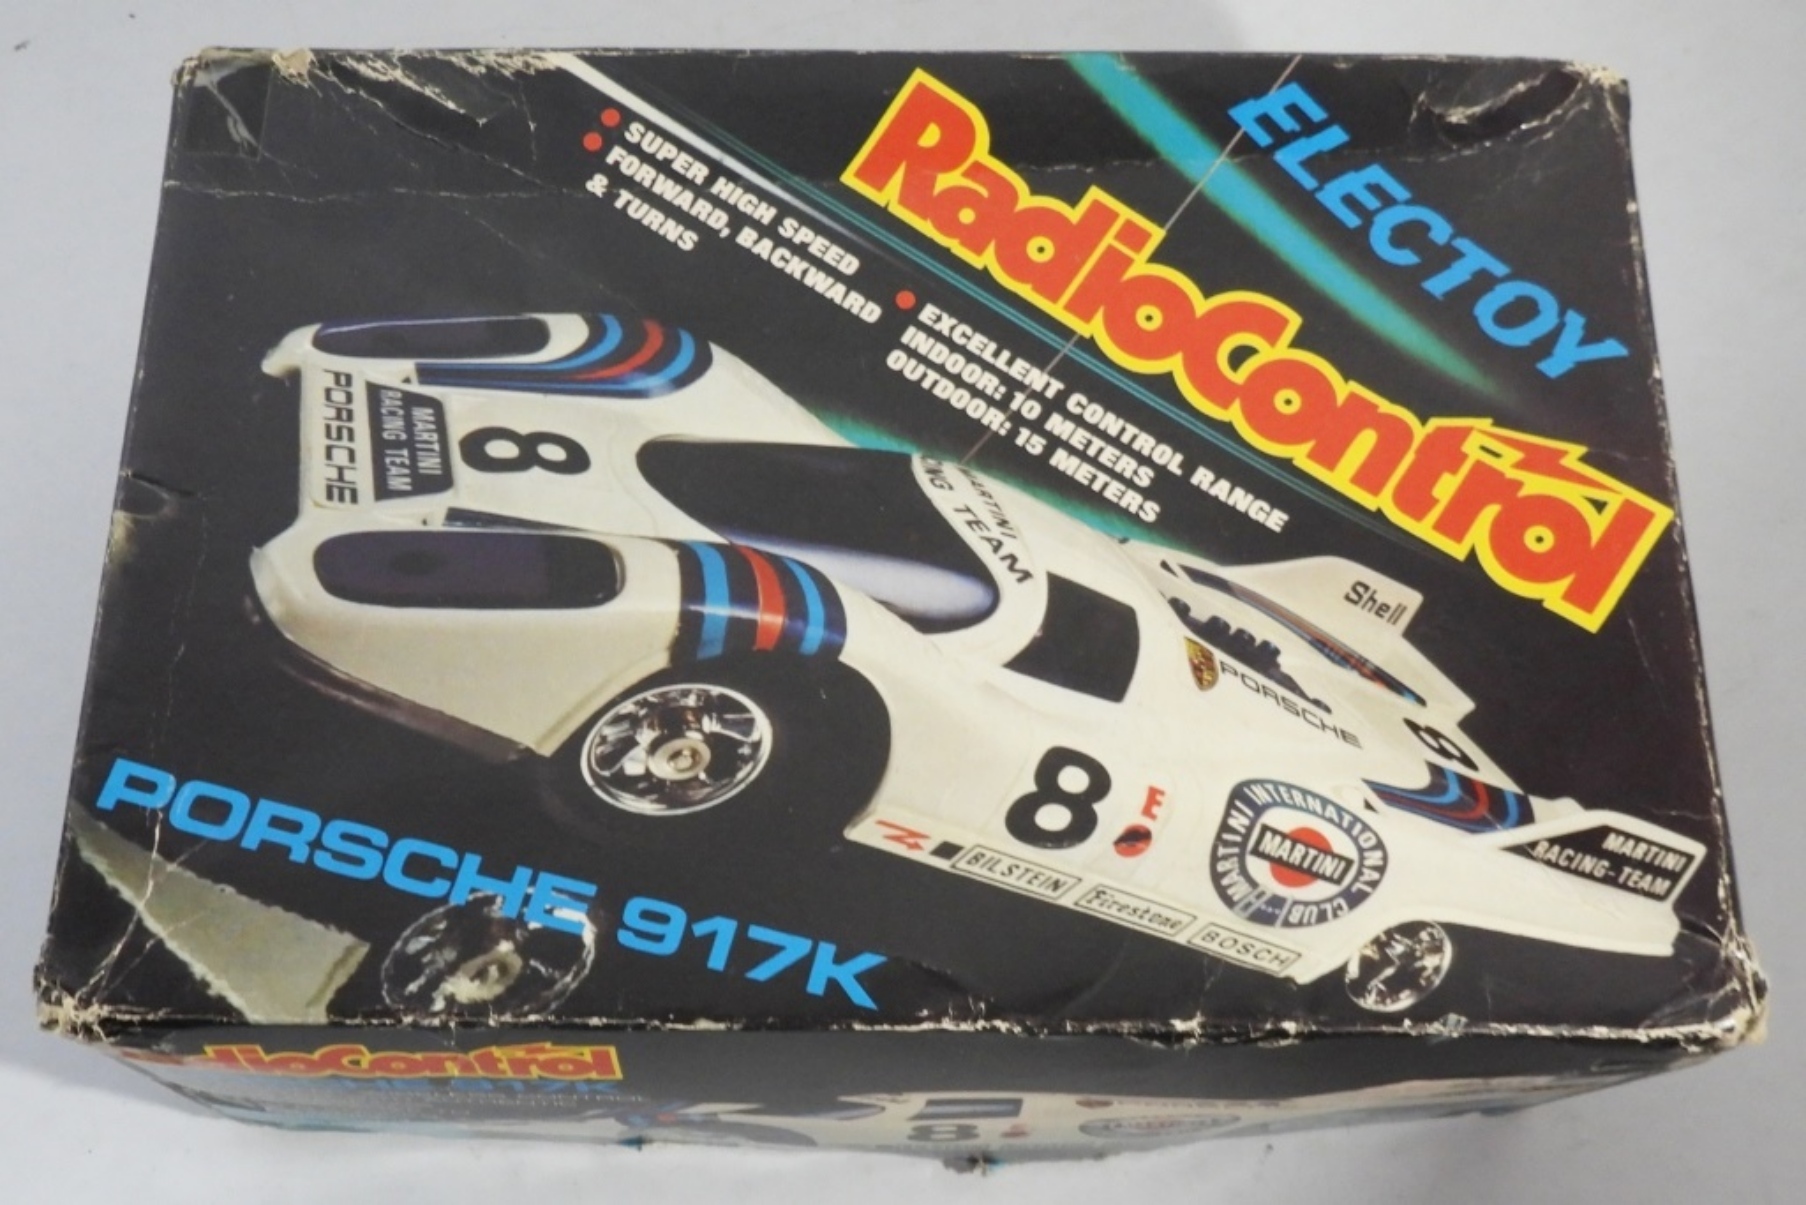 ELECTOY
RadioControl
SUPER HIGH SPEED
FORWARD, BACKWARD
& TURNS
EXCELLENT CONTROL RANGE
INDOOR: 10 METERS
OUTDOOR: 15 METERS
PORSCHE
MARTINI
RACING TEAM
8
MARTINI
TEAM
Shell
PORSCHE
8
8
E
MARTINI INTERNATIONAL CLUB
MARTINI
MARTINI
RACING-TEAM
BILSTEIN
Firestone
BOSCH
PORSCHE 917K
RadioControl
917K
8